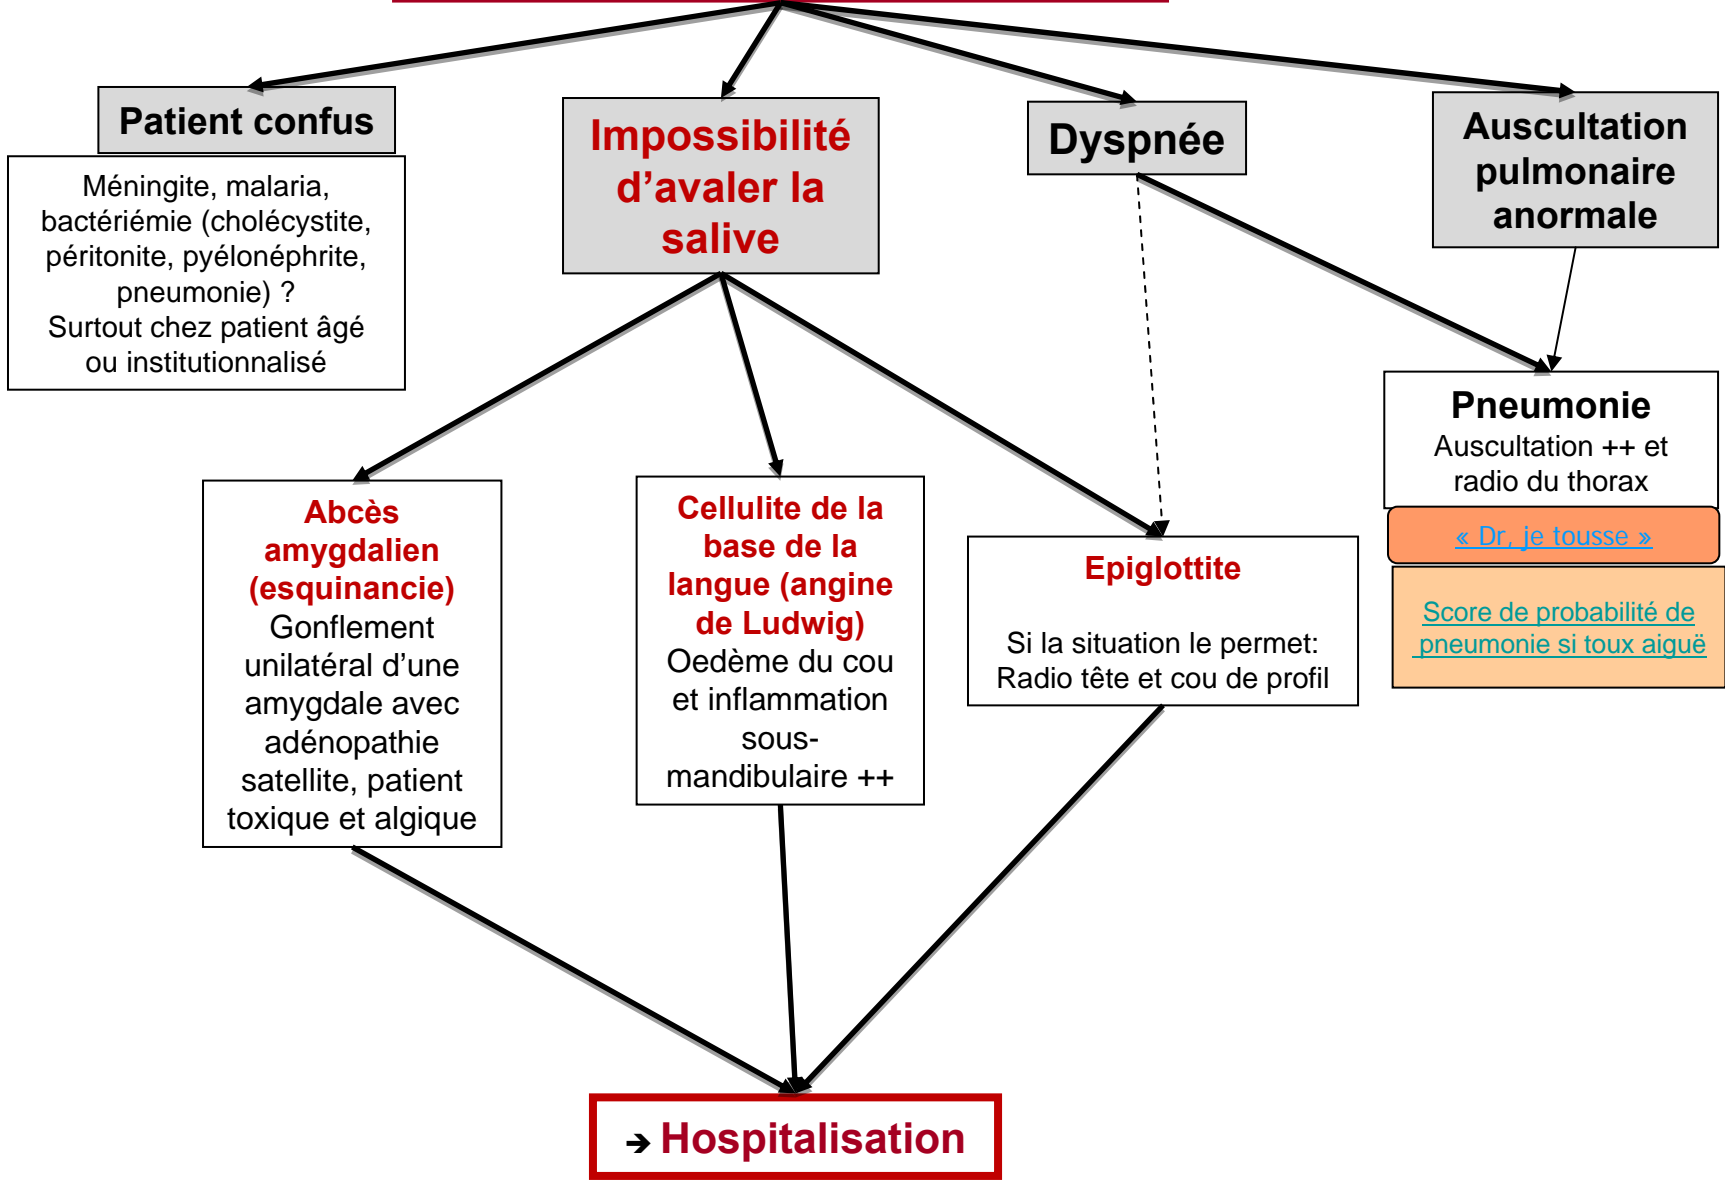 Patient confus
Méningite, malaria,
bactériémie (cholécystite,
péritonite, pyélonéphrite,
pneumonie) ?
Surtout chez patient âgé
ou institutionnalisé
Impossibilité
d’avaler la
salive
Dyspnée
Auscultation
pulmonaire
anormale
Abcès
amygdalien
(esquinancie)
Gonflement
unilatéral d’une
amygdale avec
adénopathie
satellite, patient
toxique et algique
Cellulite de la
base de la
langue (angine
de Ludwig)
Oedème du cou
et inflammation
sous-
mandibulaire ++
Epiglottite
Si la situation le permet:
Radio tête et cou de profil
Pneumonie
Auscultation ++ et
radio du thorax
« Dr, je tousse »
Score de probabilité de
pneumonie si toux aiguë
➔ Hospitalisation